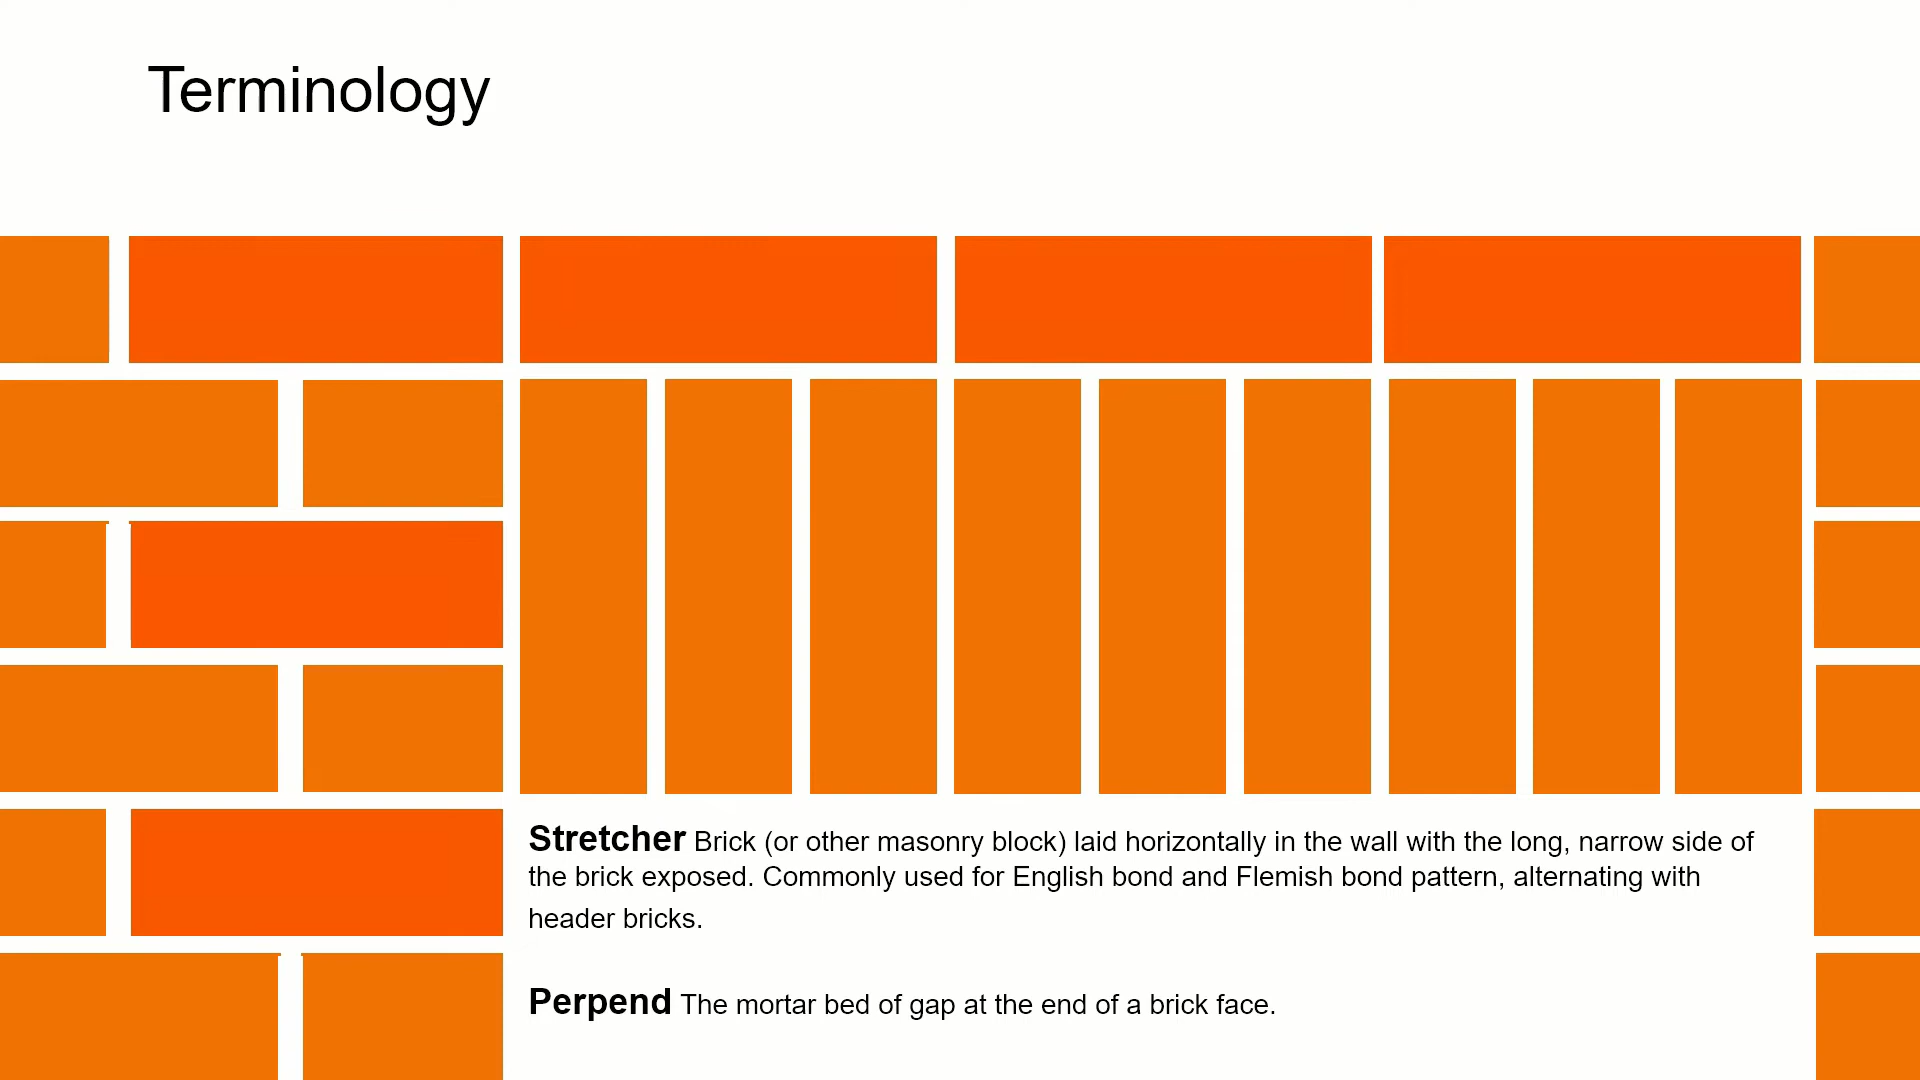 Terminology
Stretcher Brick (or other masonry block) laid horizontally in the wall with the long, narrow side of
the brick exposed. Commonly used for English bond and Flemish bond pattern, alternating with
header bricks.
Perpend The mortar bed of gap at the end of a brick face.